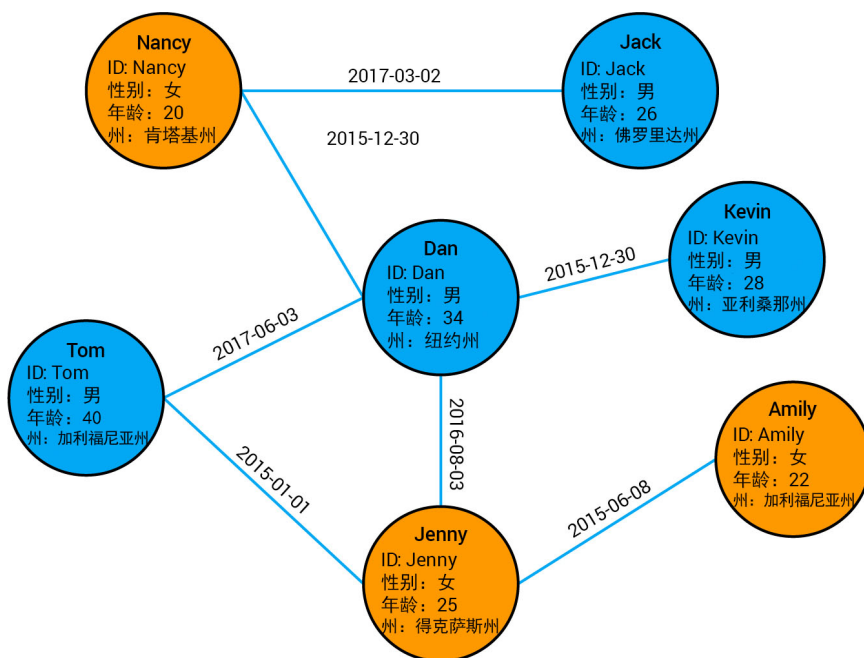 Nancy
ID: Nancy
性别：女
年龄：20
州：肯塔基州
2017-03-02
Jack
ID: Jack
性别：男
年龄：26
州：佛罗里达州
2015-12-30
Kevin
ID: Kevin
性别：男
年龄：28
州：亚利桑那州
Dan
ID: Dan
性别：男
年龄：34
州：纽约州
2015-12-30
2017-06-03
Tom
ID: Tom
性别：男
年龄：40
州：加利福尼亚州
2016-08-03
Amily
ID: Amily
性别：女
年龄：22
州：加利福尼亚州
2015-01-01
2015-06-08
Jenny
ID: Jenny
性别：女
年龄：25
州：得克萨斯州